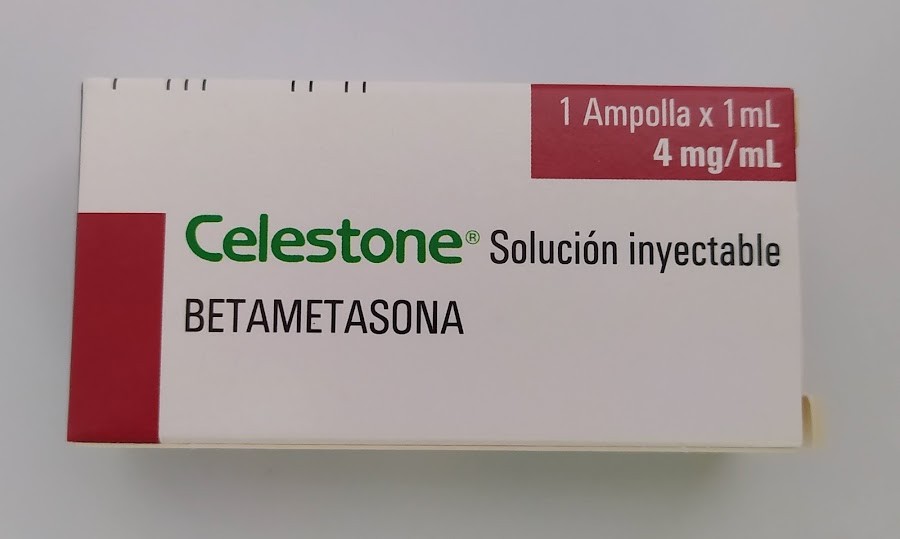 1 Ampolla x 1mL
4 mg/mL
Celestone® Solución inyectable
BETAMETASONA